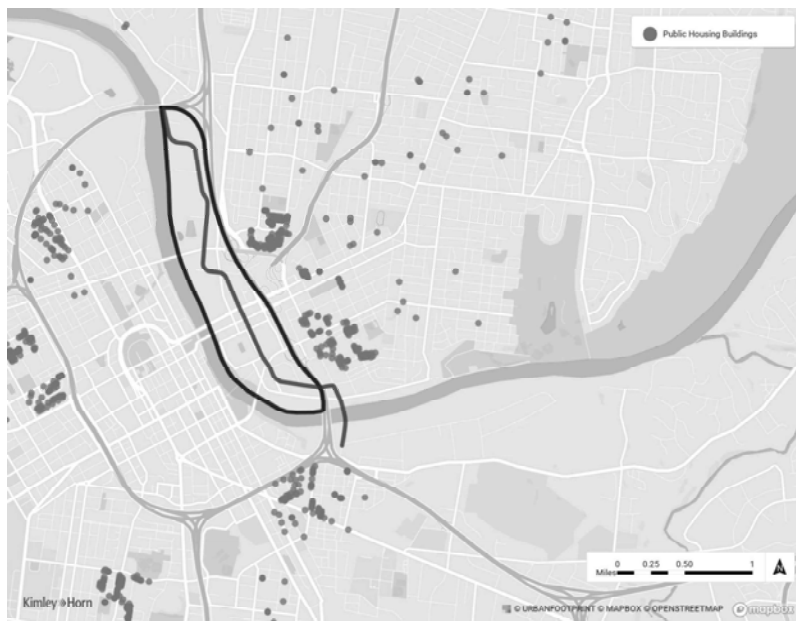 Public Housing Buildings
0 0.25 0.50 1
Miles
N
Kimley»Horn
© URBANFOOTPRINT © MAPBOX © OPENSTREETMAP
mapbox